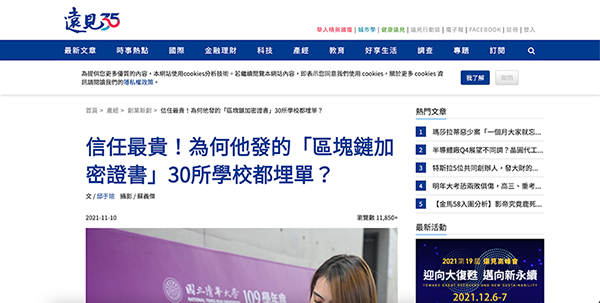 遠見35
華人精英論壇 | 城市學 | 健康遠見 | 遠見行動誌 | 電子報 | FACEBOOK | 註冊 | 登入
最新文章 時事熱點 國際 金融理財 科技 產經 教育 好享生活 調查 專題 訂閱
為提供您更多優質的內容，本網站使用cookies分析技術。若繼續閱覽本網站內容，即表示您同意我們使用 cookies，關於更多 cookies 資
訊請閱讀我們的隱私權政策。
我了解
關閉
首頁 > 產經 > 創業新創 > 信任最貴！為何他發的「區塊鏈加密證書」30所學校都埋單？
信任最貴！為何他發的「區塊鏈加
密證書」30所學校都埋單？
文 / 邱于瑄 攝影 / 蘇義傑
2021-11-10
瀏覽數 11,850+
國立清華大學 109學年度
熱門文章
1 瑪莎拉蒂惡少案「一個月大家就忘...
2 半導體廠Q4展望不同調？晶圓代工...
3 特斯拉5位共同創辦人，發大財的...
4 明年大考恐兩敗俱傷，高三、重考...
5 【金馬58入圍分析】影帝究竟鹿死...
最新活動
2021 第19屆 遠見高峰會
迎向大復甦 邁向新永續
TOWARD GREAT RECOVERY AND NEW SUSTAINABILITY
2021.12.6-7